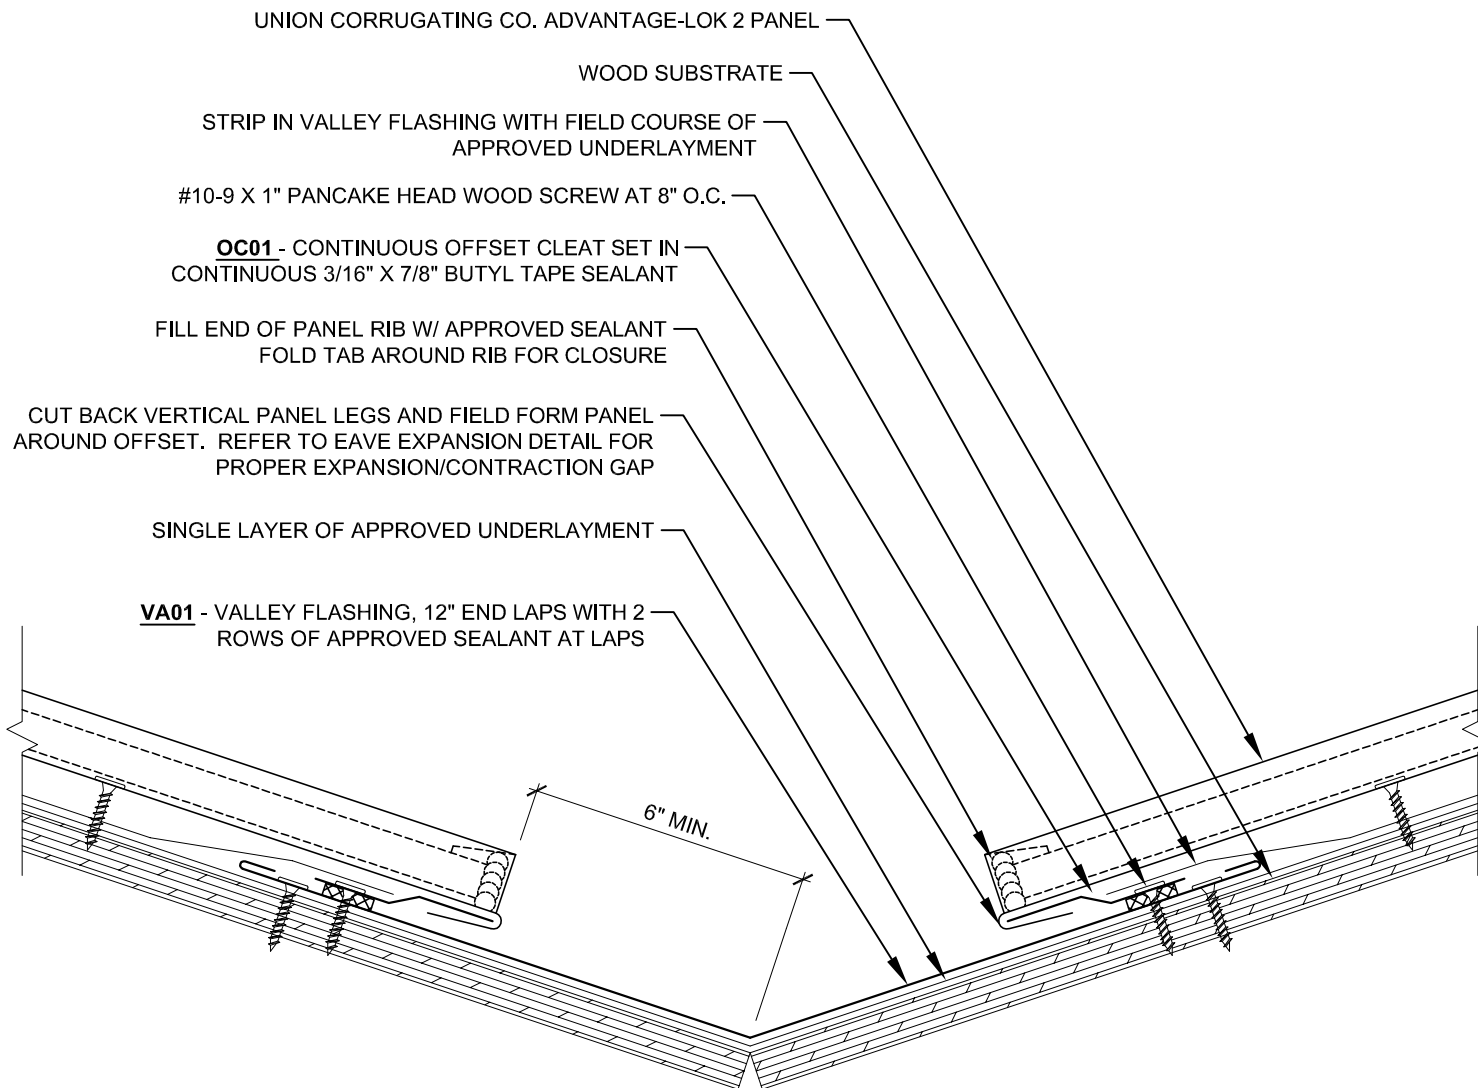 UNION CORRUGATING CO. ADVANTAGE-LOK 2 PANEL
WOOD SUBSTRATE
STRIP IN VALLEY FLASHING WITH FIELD COURSE OF
APPROVED UNDERLAYMENT
#10-9 X 1" PANCAKE HEAD WOOD SCREW AT 8" O.C.
OC01 - CONTINUOUS OFFSET CLEAT SET IN
CONTINUOUS 3/16" X 7/8" BUTYL TAPE SEALANT
FILL END OF PANEL RIB W/ APPROVED SEALANT
FOLD TAB AROUND RIB FOR CLOSURE
CUT BACK VERTICAL PANEL LEGS AND FIELD FORM PANEL
AROUND OFFSET. REFER TO EAVE EXPANSION DETAIL FOR
PROPER EXPANSION/CONTRACTION GAP
SINGLE LAYER OF APPROVED UNDERLAYMENT
VA01 - VALLEY FLASHING, 12" END LAPS WITH 2
ROWS OF APPROVED SEALANT AT LAPS
6" MIN.